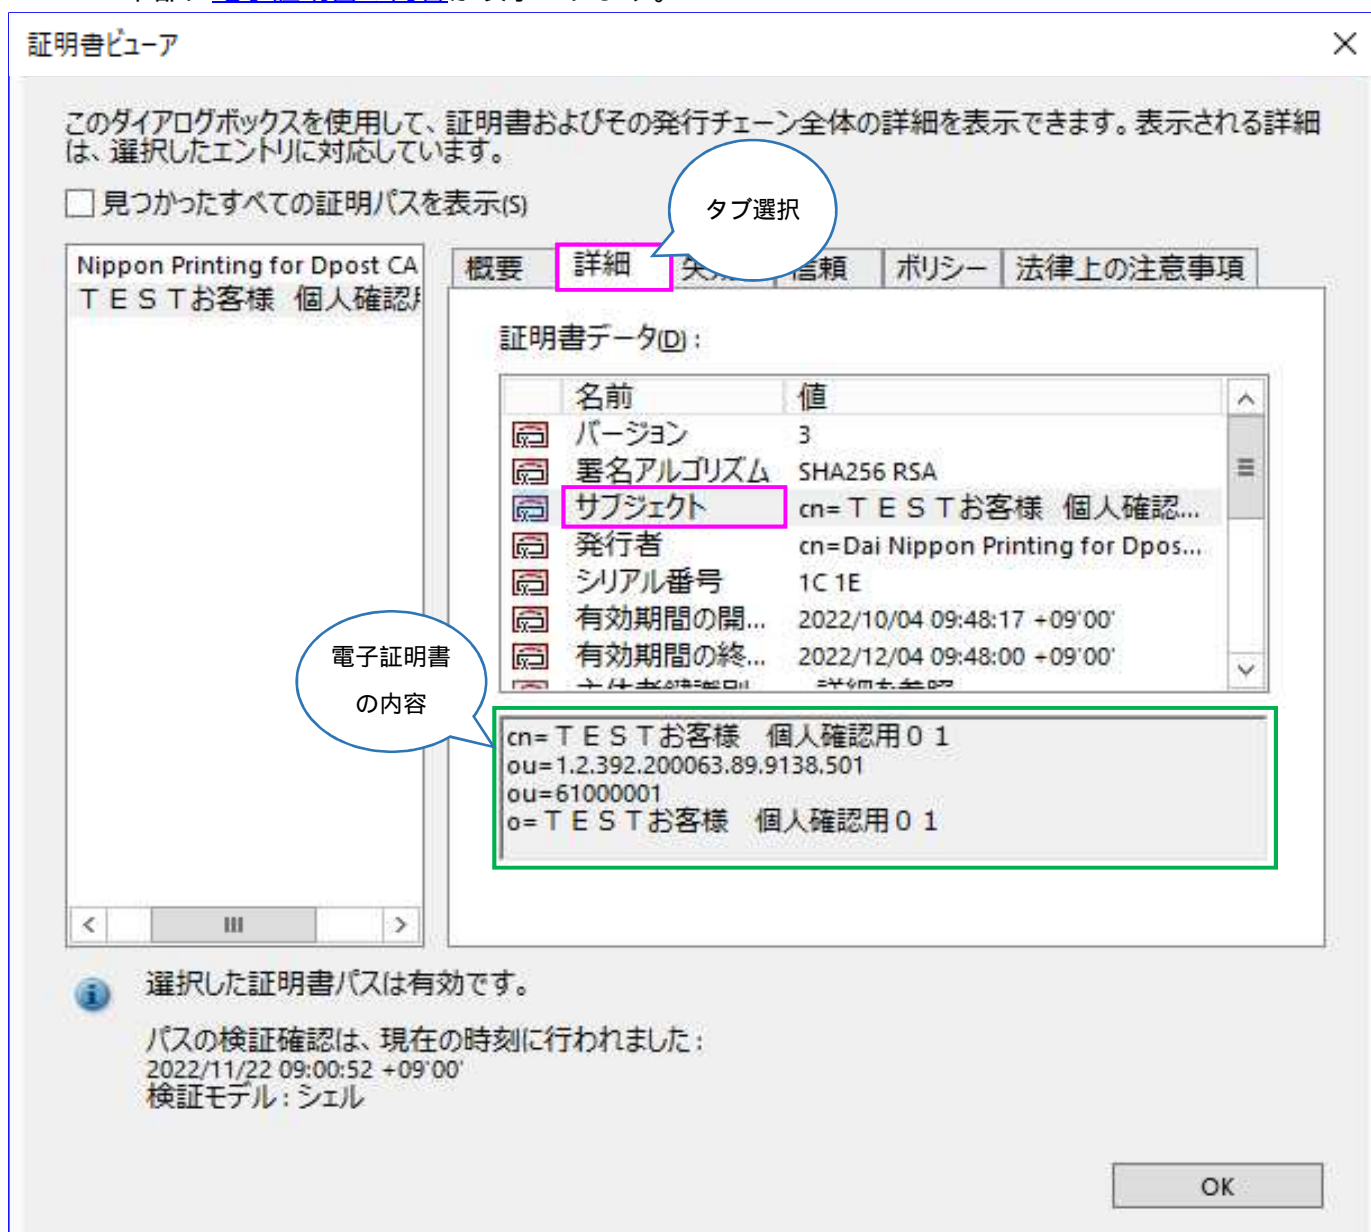 証明書ビューア
このダイアログボックスを使用して、証明書およびその発行チェーン全体の詳細を表示できます。表示される詳細
は、選択したエントリに対応しています。
見つかったすべての証明パスを表示(S)
タブ選択
Nippon Printing for Dpost CA
ＴＥＳＴお客様 個人確認
概要 詳細 信頼 ポリシー 法律上の注意事項
証明書データ(D):
名前 値
バージョン 3
署名アルゴリズム SHA256 RSA
サブジェクト cn=ＴＥＳＴお客様 個人確認...
発行者 cn=Dai Nippon Printing for Dpos...
シリアル番号 1C 1E
有効期間の開... 2022/10/04 09:48:17 +09'00'
有効期間の終... 2022/12/04 09:48:00 +09'00'
電子証明書
の内容
cn=ＴＥＳＴお客様 個人確認用０１
ou=1.2.392.200063.89.9138.501
ou=61000001
o=ＴＥＳＴお客様 個人確認用０１
選択した証明書パスは有効です。
パスの検証確認は、現在の時刻に行われました:
2022/11/22 09:00:52 +09'00'
検証モデル:シェル
OK